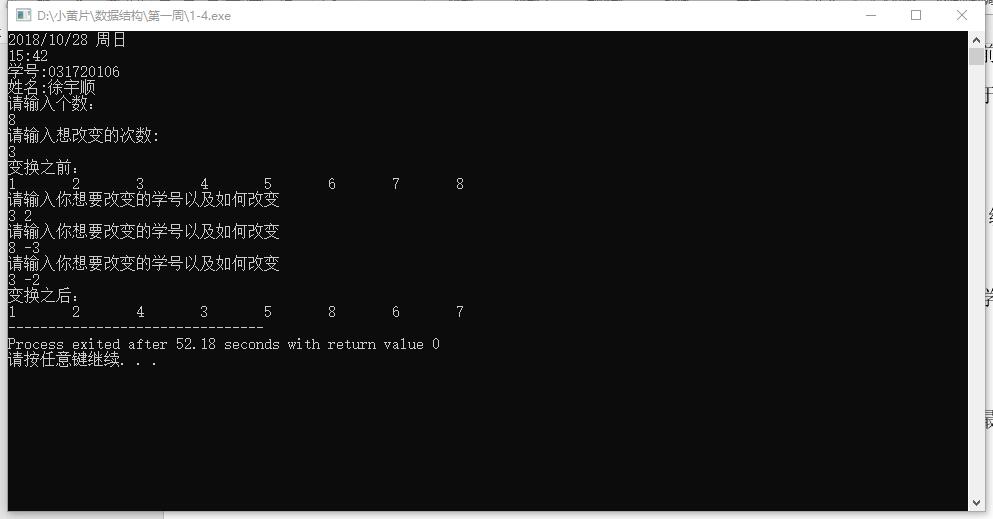 D:\小黄片\数据结构\第一周\1-4.exe
2018/10/28 周日
15:42
学号:031720106
姓名:徐宇顺
请输入个数:
8
请输入想改变的次数:
3
变换之前:
1 2 3 4 5 6 7 8
请输入你想要改变的学号以及如何改变
3 2
请输入你想要改变的学号以及如何改变
8 -3
请输入你想要改变的学号以及如何改变
3 -2
变换之后:
1 2 4 3 5 8 6 7
--------------------------------
Process exited after 52.18 seconds with return value 0
请按任意键继续. . .